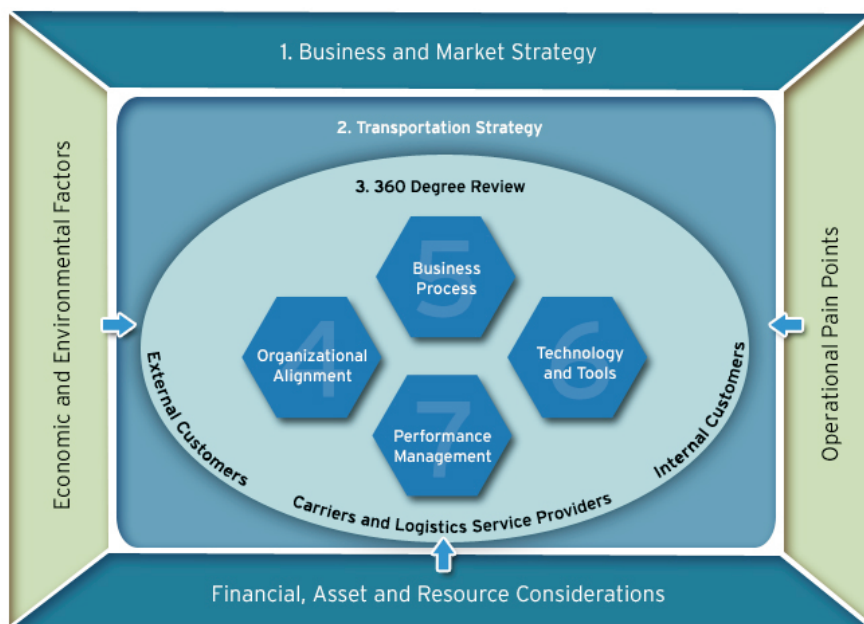 1. Business and Market Strategy
2. Transportation Strategy
3. 360 Degree Review
Economic and Environmental Factors
Operational Pain Points
5
Business
Process
4
Organizational
Alignment
6
Technology
and Tools
7
Performance
Management
External Customers
Carriers and Logistics Service Providers
Internal Customers
Financial, Asset and Resource Considerations